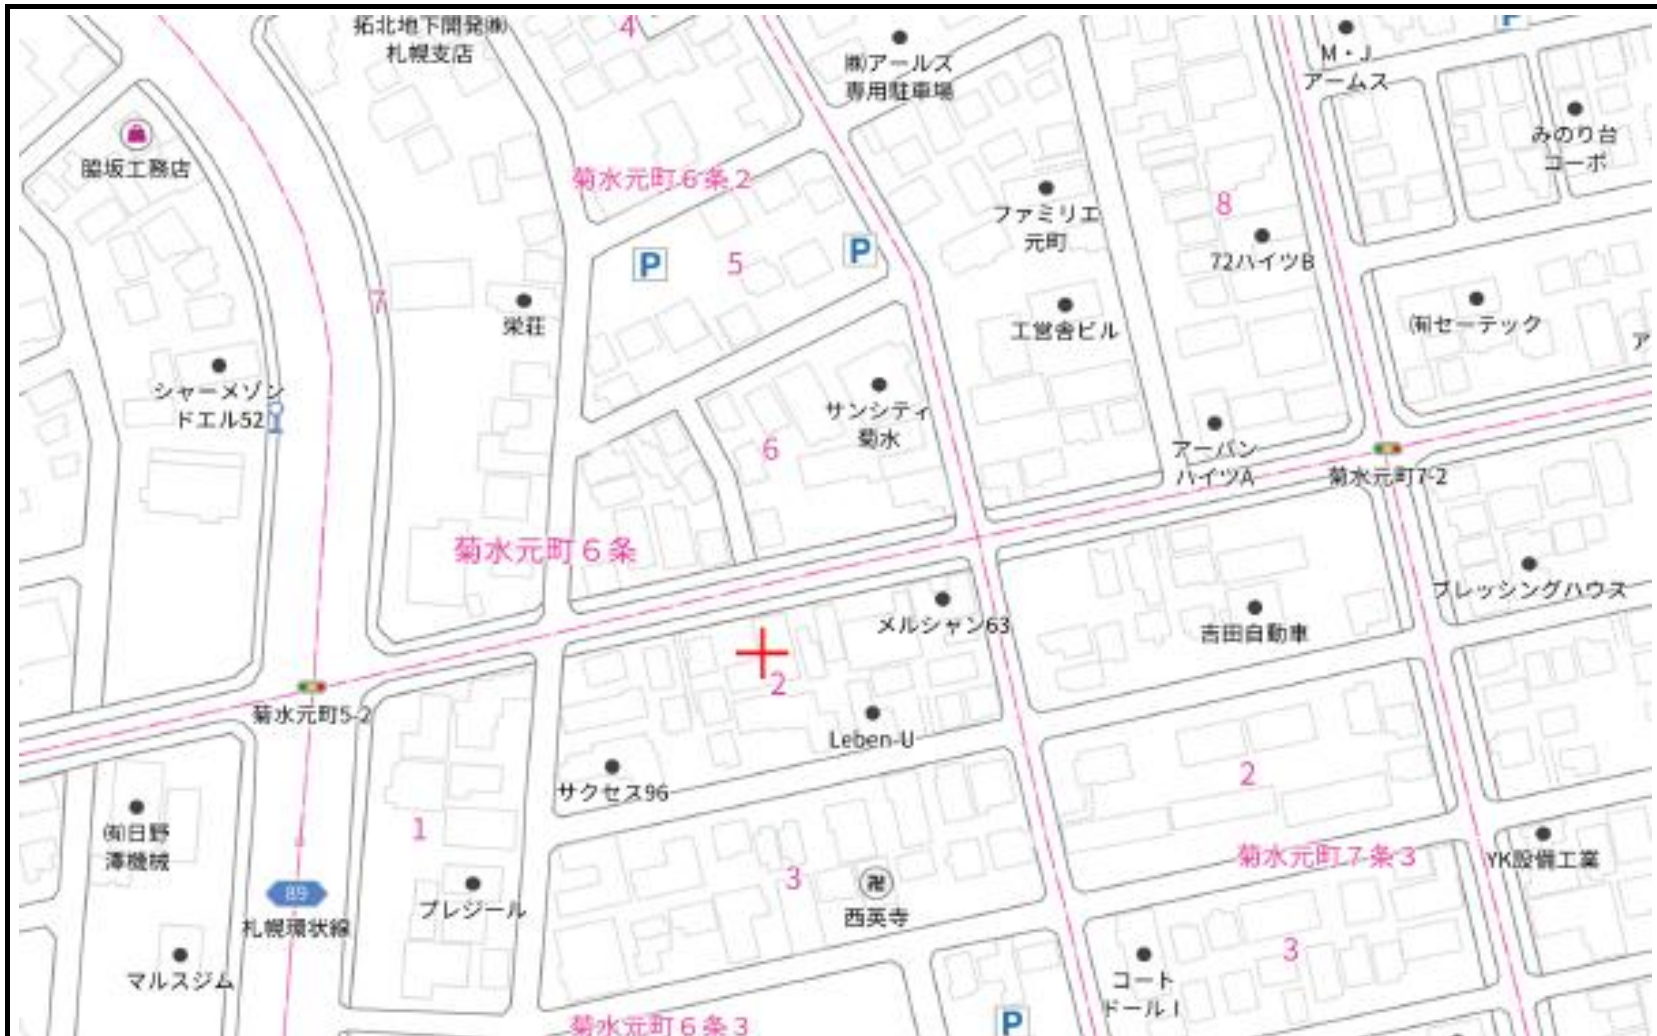 拓北地下開発㈱
札幌支店
4
㈱アールズ
専用駐車場
M・J
アームス
P
みのり台
コーポ
脇坂工務店
菊水元町６条２
ファミリエ
元町
8
72ハイツB
P
5
P
7
栄荘
工営舎ビル
㈲セーテック
ア
シャーメゾン
ドエル52
サンシティ
菊水
6
アーバン
ハイツA
菊水元町7-2
菊水元町６条
ブレッシングハウス
メルシャン63
吉田自動車
2
菊水元町5-2
Leben-U
サクセス96
2
㈲日野
澤機械
1
菊水元町７条３
YK設備工業
3
89
札幌環状線
プレジール
西英寺
3
マルスジム
コート
ドールⅠ
P
菊水元町６条３